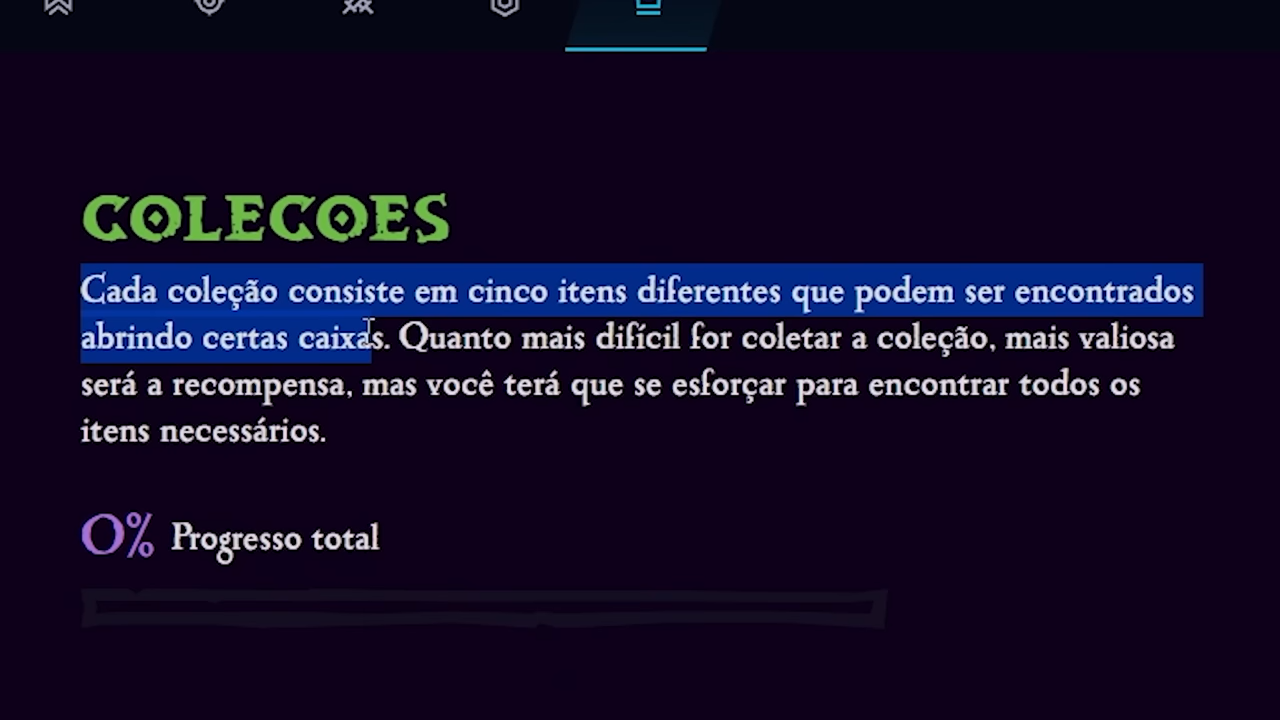 COLECOES
Cada coleção consiste em cinco itens diferentes que podem ser encontrados
abrindo certas caixas. Quanto mais difícil for coletar a coleção, mais valiosa
será a recompensa, mas você terá que se esforçar para encontrar todos os
itens necessários.
0% Progresso total